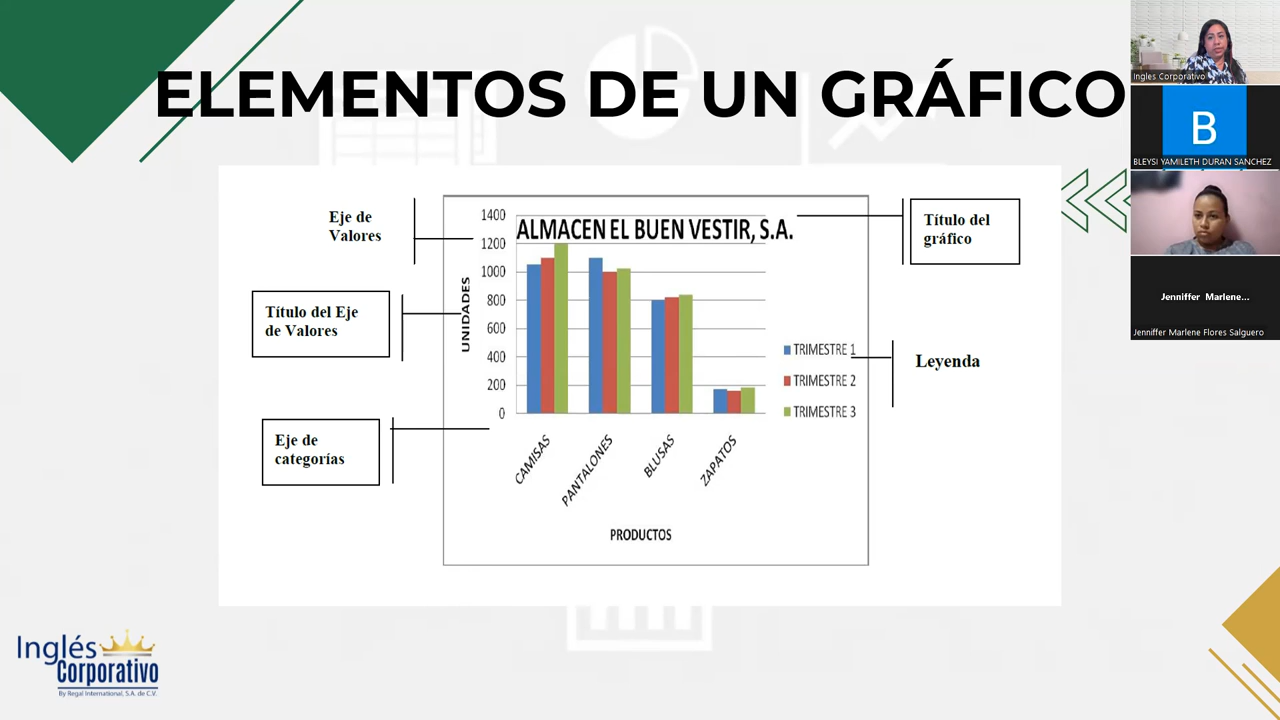 ELEMENTOS DE UN GRÁFICO
Ingles Corporativo
B
BLEYSI YAMILETH DURAN SANCHEZ
Jenniffer Marlene...
Jenniffer Marlene Flores Salguero
Eje de
Valores
Título del Eje
de Valores
Eje de
categorías
ALMACEN EL BUEN VESTIR, S.A.
1400
1200
1000
800
600
400
200
0
UNIDADES
CAMISAS
PANTALONES
BLUSAS
ZAPATOS
PRODUCTOS
TRIMESTRE 1
TRIMESTRE 2
TRIMESTRE 3
Título del
gráfico
Leyenda
Inglés
Corporativo
By Regal International, S.A. de C.V.